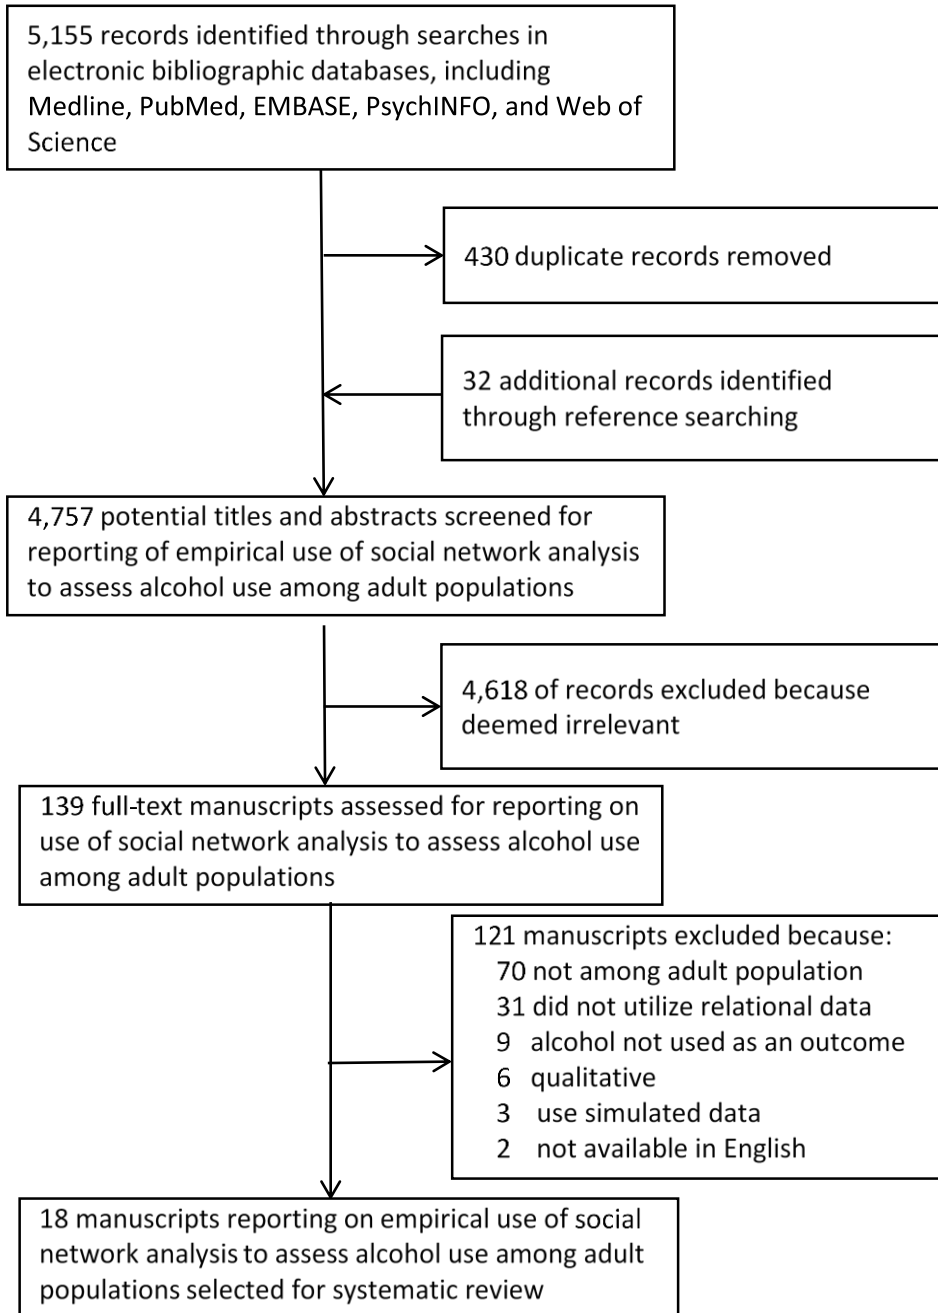 5,155 records identified through searches in
electronic bibliographic databases, including
Medline, PubMed, EMBASE, PsychINFO, and Web of
Science
430 duplicate records removed
32 additional records identified
through reference searching
4,757 potential titles and abstracts screened for
reporting of empirical use of social network analysis
to assess alcohol use among adult populations
4,618 of records excluded because
deemed irrelevant
139 full-text manuscripts assessed for reporting on
use of social network analysis to assess alcohol use
among adult populations
121 manuscripts excluded because:
70 not among adult population
31 did not utilize relational data
9 alcohol not used as an outcome
6 qualitative
3 use simulated data
2 not available in English
18 manuscripts reporting on empirical use of social
network analysis to assess alcohol use among adult
populations selected for systematic review